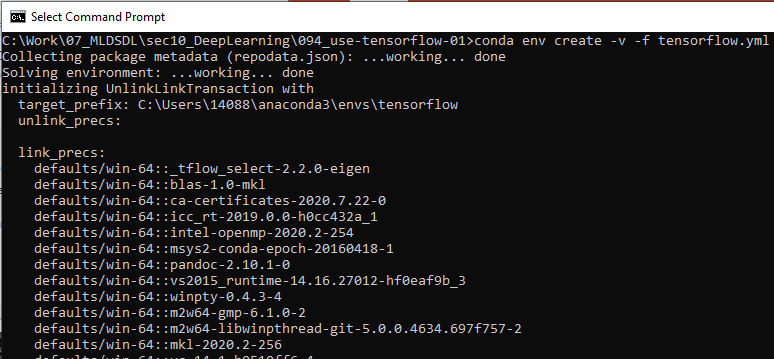 Select Command Prompt
C:\Work\07_MLDSDL\sec10_DeepLearning\094_use-tensorflow-01>conda env create -v -f tensorflow.yml
Collecting package metadata (repodata.json): ...working... done
Solving environment: ...working... done
initializing UnlinkLinkTransaction with
  target_prefix: C:\Users\14088\anaconda3\envs\tensorflow
  unlink_precs:

  link_precs:
    defaults/win-64::_tflow_select-2.2.0-eigen
    defaults/win-64::blas-1.0-mkl
    defaults/win-64::ca-certificates-2020.7.22-0
    defaults/win-64::icc_rt-2019.0.0-h0cc432a_1
    defaults/win-64::intel-openmp-2020.2-254
    defaults/win-64::msys2-conda-epoch-20160418-1
    defaults/win-64::pandoc-2.10.1-0
    defaults/win-64::vs2015_runtime-14.16.27012-hf0eaf9b_3
    defaults/win-64::winpty-0.4.3-4
    defaults/win-64::m2w64-gmp-6.1.0-2
    defaults/win-64::m2w64-libwinpthread-git-5.0.0.4634.697f757-2
    defaults/win-64::mkl-2020.2-256